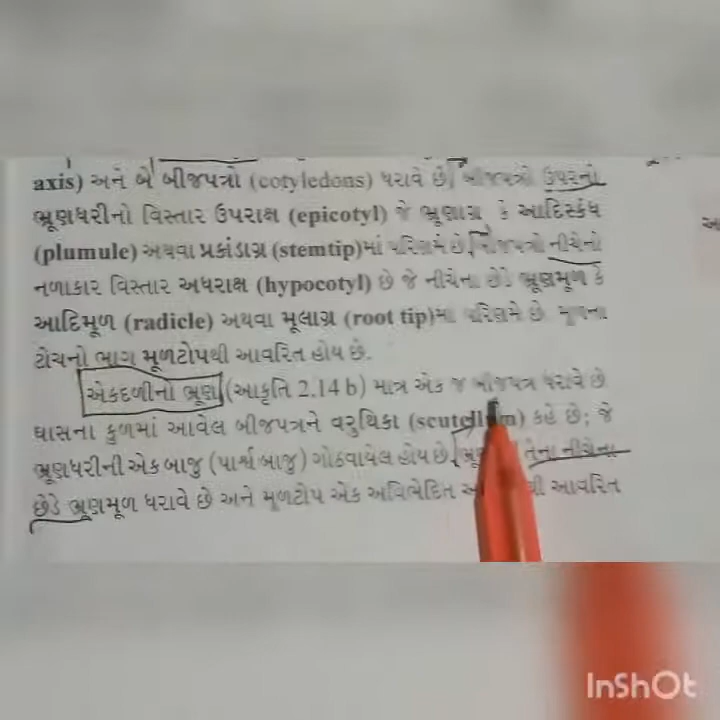 axis) અને બે બીજપત્રો (cotyledons) ધરાવે છે. બીજપત્રો ઉપરનો
ભ્રૂણધરીનો વિસ્તાર ઉપરાક્ષ (epicotyl) જે ભ્રૂણાગ્ર કે આદિસ્કંધ
(plumule) અથવા પ્રકાંડાગ્ર (stemtip)માં પરિણમે છે. બીજપત્રો નીચેનો
નળાકાર વિસ્તાર અધરાક્ષ (hypocotyl) છે જે નીચેના છેડે ભ્રૂણમૂળ કે
આદિમૂળ (radicle) અથવા મૂલાગ્ર (root tip)માં પરિણમે છે. મૂળના
ટોચનો ભાગ મૂળટોપથી આવરિત હોય છે.
એકદળીનો ભ્રૂણ (આકૃતિ 2.14 b) માત્ર એક જ બીજપત્ર ધરાવે છે
ઘાસના કુળમાં આવેલ બીજપત્રને વરુથિકા (scutellum) કહે છે; જે
ભ્રૂણધરીની એક બાજુ (પાર્શ્વ બાજુ) ગોઠવાયેલ હોય છે. તેના નીચેના
છેડે ભ્રૂણમૂળ ધરાવે છે અને મૂળટોપ એક અવિભેદિત આવરિત
આ
InShOt